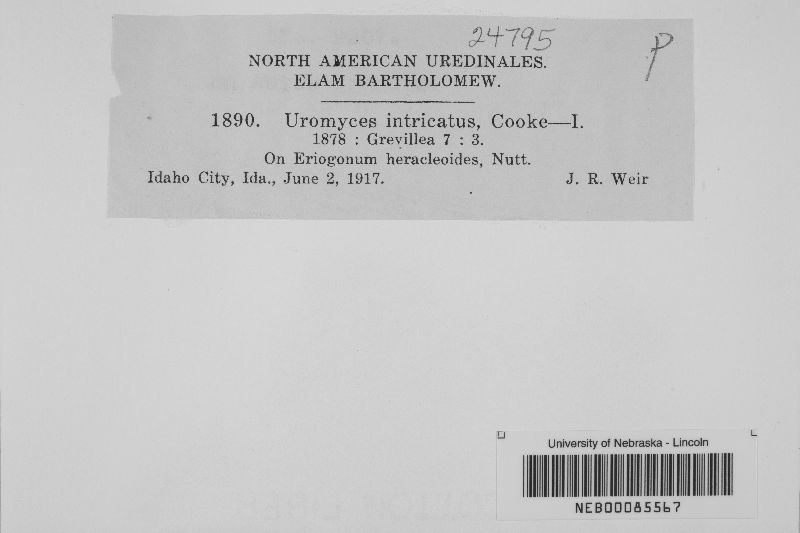 24795
P
NORTH AMERICAN UREDINALES.
ELAM BARTHOLOMEW.
1890. Uromyces intricatus, Cooke—I.
1878 : Grevillea 7 : 3.
On Eriogonum heracleoides, Nutt.
Idaho City, Ida., June 2, 1917. J. R. Weir
University of Nebraska - Lincoln
NEB00085567